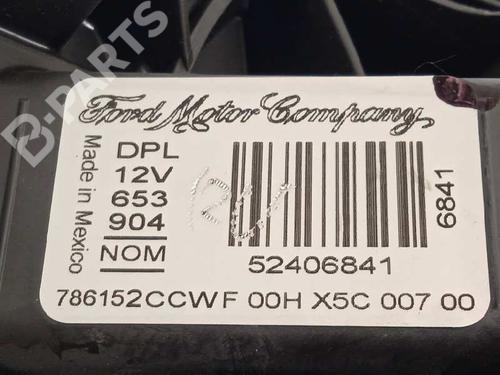 B-PARTS
Ford Motor Company
Made in Mexico
DPL
12V
653
904
NOM
52406841
6841
786152CCWF 00H X5C 007 00